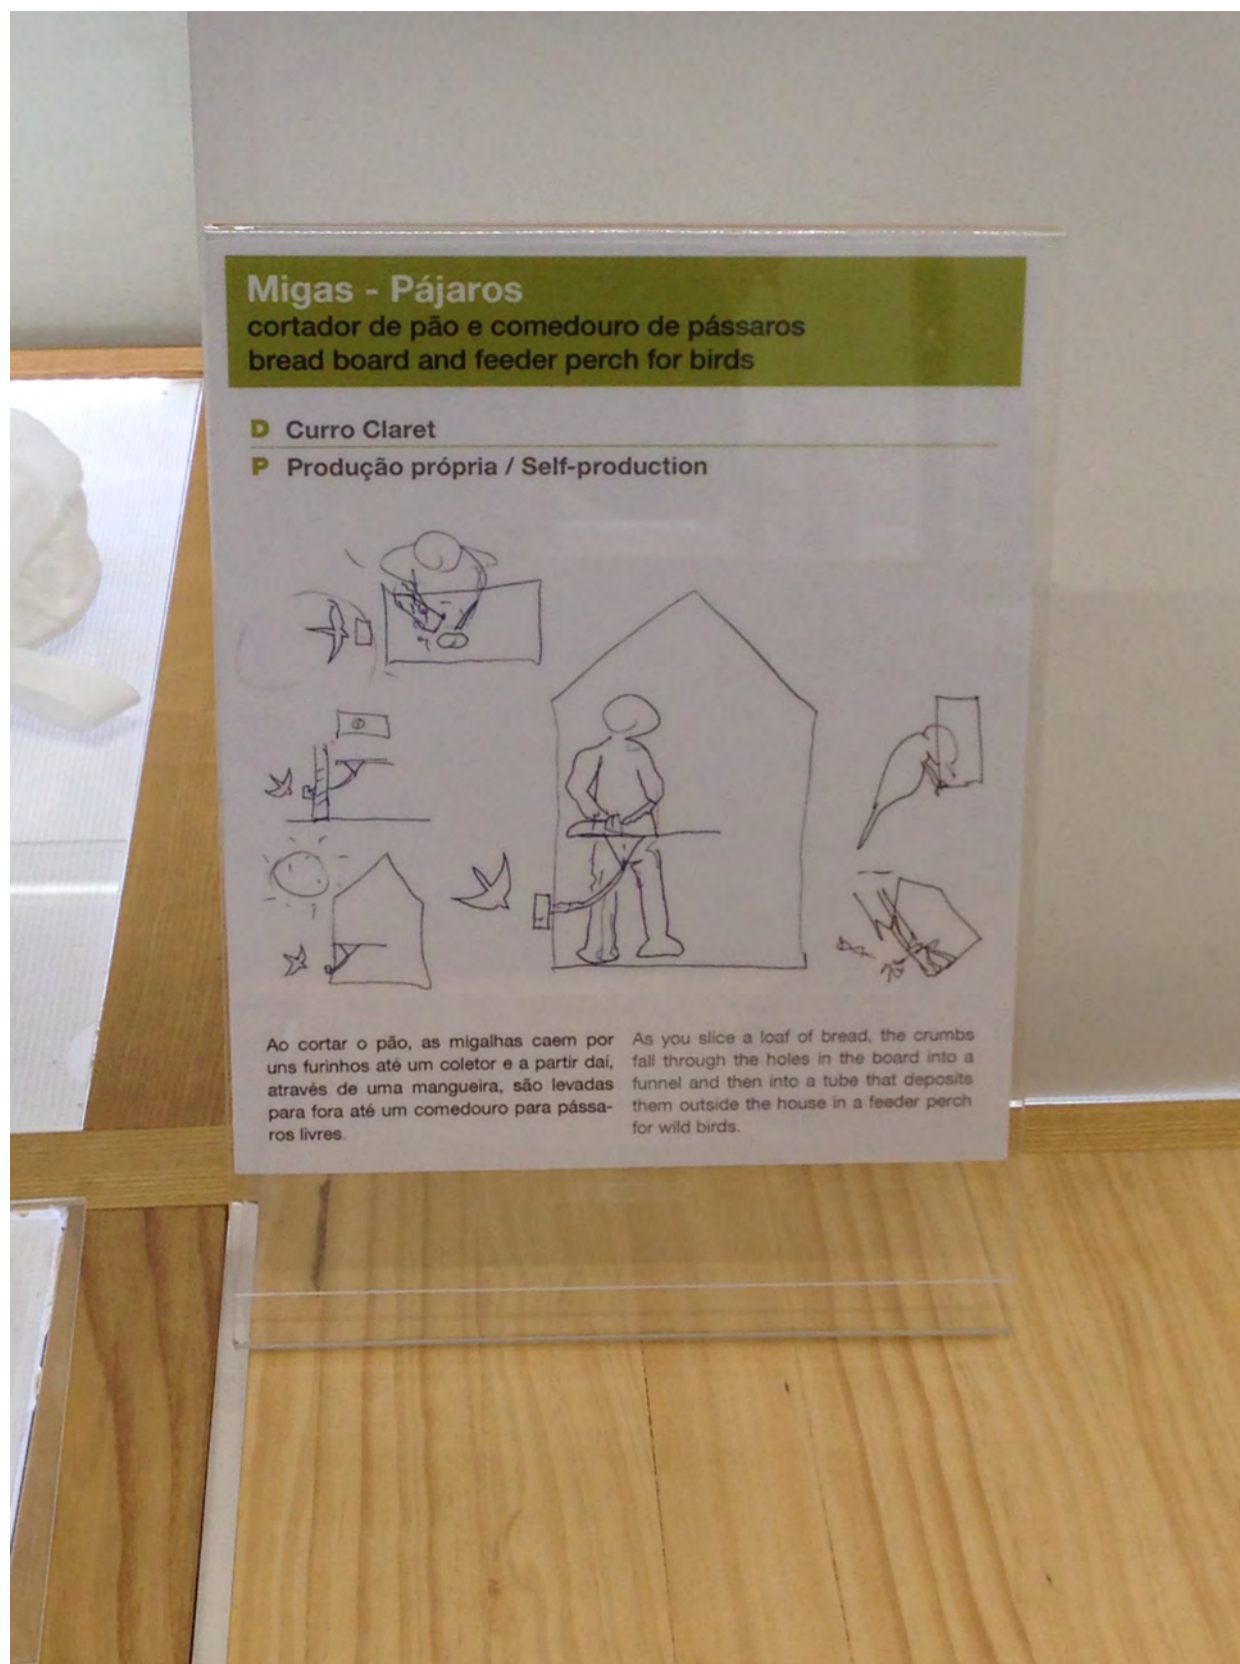 Migas - Pájaros
cortador de pão e comedouro de pássaros
bread board and feeder perch for birds
D Curro Claret
P Produção própria / Self-production
Ao cortar o pão, as migalhas caem por
uns furinhos até um coletor e a partir daí,
através de uma mangueira, são levadas
para fora até um comedouro para pássa-
ros livres.
As you slice a loaf of bread, the crumbs
fall through the holes in the board into a
funnel and then into a tube that deposits
them outside the house in a feeder perch
for wild birds.